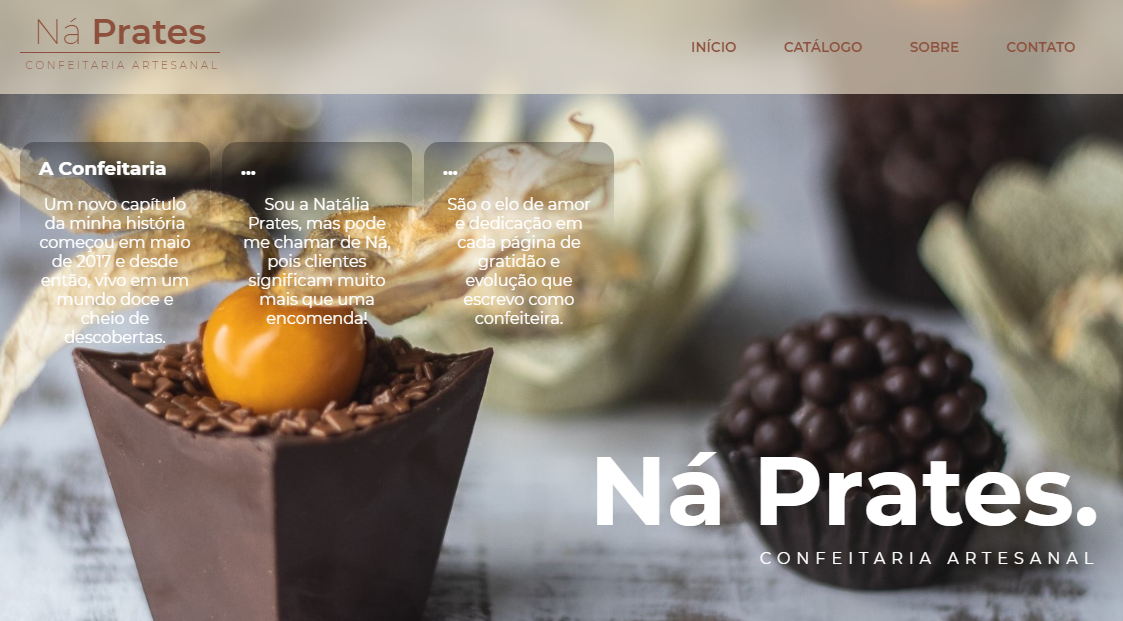 Ná Prates
CONFEITARIA ARTESANAL
INÍCIO
CATÁLOGO
SOBRE
CONTATO
A Confeitaria
Um novo capítulo
da minha história
começou em maio
de 2017 e desde
então, vivo em um
mundo doce e
cheio de
descobertas.
...
Sou a Natália
Prates, mas pode
me chamar de Ná,
pois clientes
significam muito
mais que uma
encomenda!
...
São o elo de amor
e dedicação em
cada página de
gratidão e
evolução que
escrevo como
confeiteira.
Ná Prates.
CONFEITARIA ARTESANAL